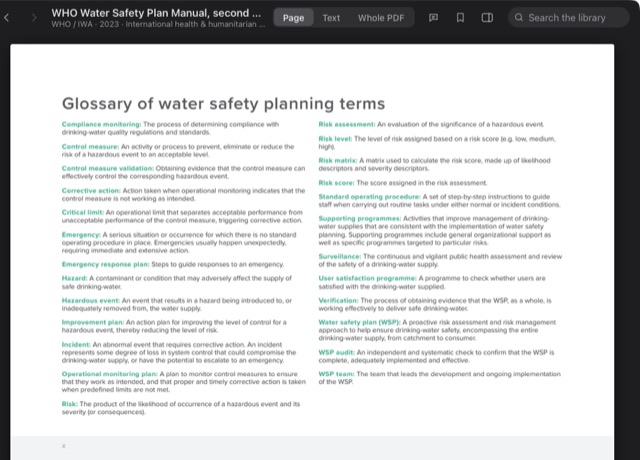 WHO Water Safety Plan Manual, second ...
WHO / IWA · 2023 · International health & humanitarian ...
Page
Text
Whole PDF
Search the library
Glossary of water safety planning terms
Compliance monitoring: The process of determining compliance with
drinking-water quality regulations and standards.
Control measure: An activity or process to prevent, eliminate or reduce the
risk of a hazardous event to an acceptable level.
Control measure validation: Obtaining evidence that the control measure can
effectively control the corresponding hazardous event.
Corrective action: Action taken when operational monitoring indicates that the
control measure is not working as intended.
Critical limit: An operational limit that separates acceptable performance from
unacceptable performance of the control measure, triggering corrective action.
Emergency: A serious situation or occurrence for which there is no standard
operating procedure in place. Emergencies usually happen unexpectedly,
requiring immediate and extensive action.
Emergency response plan: Steps to guide responses to an emergency.
Hazard: A contaminant or condition that may adversely affect the supply of
safe drinking-water.
Hazardous event: An event that results in a hazard being introduced to, or
inadequately removed from, the water supply.
Improvement plan: An action plan for improving the level of control for a
hazardous event, thereby reducing the level of risk.
Incident: An abnormal event that requires corrective action. An incident
represents some degree of loss in system control that could compromise the
drinking-water supply, or have the potential to escalate to an emergency.
Operational monitoring plan: A plan to monitor control measures to ensure
that they work as intended, and that proper and timely corrective action is taken
when predefined limits are not met.
Risk: The product of the likelihood of occurrence of a hazardous event and its
severity (or consequences).
Risk assessment: An evaluation of the significance of a hazardous event.
Risk level: The level of risk assigned based on a risk score (e.g. low, medium,
high).
Risk matrix: A matrix used to calculate the risk score, made up of likelihood
descriptors and severity descriptors.
Risk score: The score assigned in the risk assessment.
Standard operating procedure: A set of step-by-step instructions to guide
staff when carrying out routine tasks under either normal or incident conditions.
Supporting programmes: Activities that improve management of drinking-
water supplies that are consistent with the implementation of water safety
planning. Supporting programmes include general organizational support as
well as specific programmes targeted to particular risks.
Surveillance: The continuous and vigilant public health assessment and review
of the safety of a drinking-water supply.
User satisfaction programme: A programme to check whether users are
satisfied with the drinking-water supplied.
Verification: The process of obtaining evidence that the WSP, as a whole, is
working effectively to deliver safe drinking-water.
Water safety plan (WSP): A proactive risk assessment and risk management
approach to help ensure drinking-water safety, encompassing the entire
drinking-water supply, from catchment to consumer.
WSP audit: An independent and systematic check to confirm that the WSP is
complete, adequately implemented and effective.
WSP team: The team that leads the development and ongoing implementation
of the WSP.